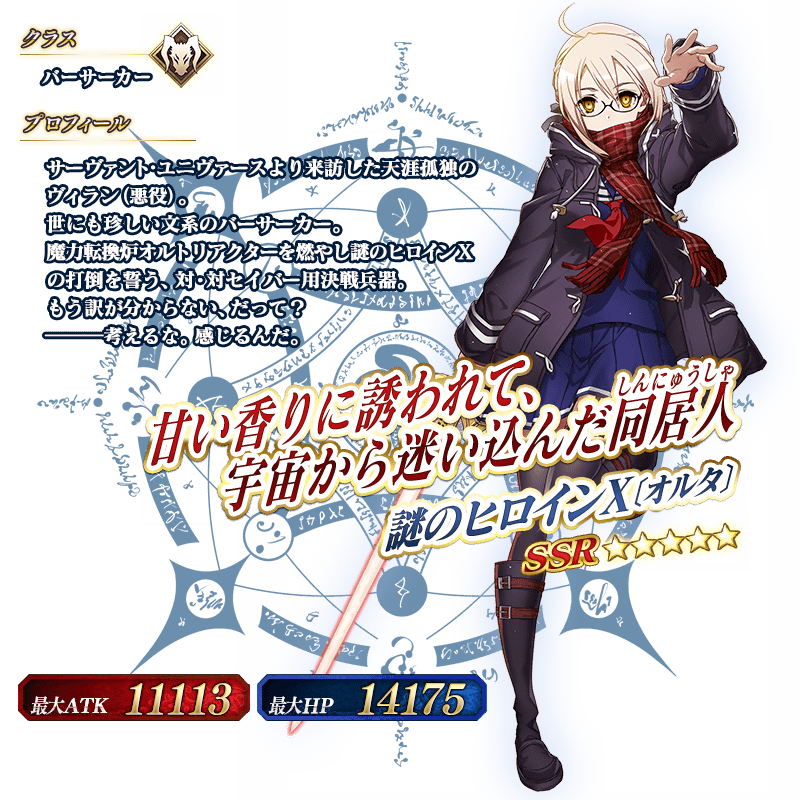 クラス
バーサーカー
プロフィール
サーヴァント・ユニヴァースより来訪した天涯孤独の
ヴィラン(悪役)。
世にも珍しい文系のバーサーカー。
魔力転換炉オルトリアクターを燃やし謎のヒロインX
の打倒を誓う、対・対セイバー用決戦兵器。
もう訳が分からない、だって?
――考えるな。感じるんだ。
甘い香りに誘われて、
しんにゅうしゃ
宇宙から迷い込んだ同居人
謎のヒロインX〔オルタ〕
SSR ☆☆☆☆☆
最大ATK 11113
最大HP 14175